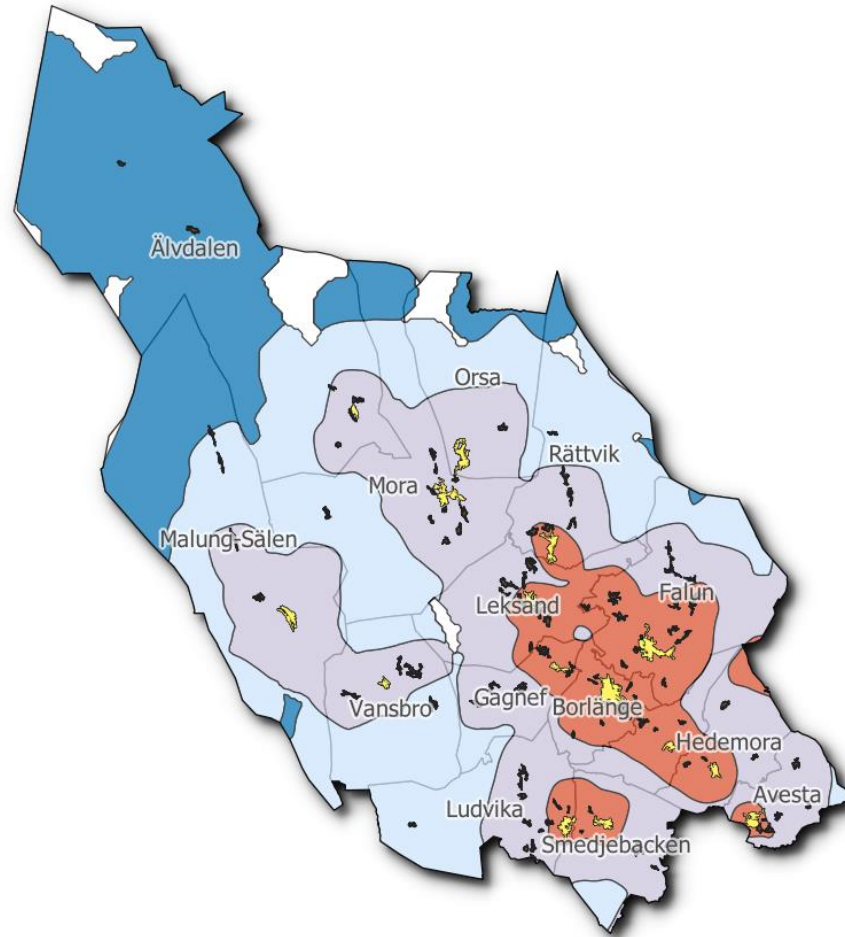 Älvdalen
Orsa
Rättvik
Mora
Malung-Sälen
Falun
Leksand
Gagnef
Vansbro
Borlänge
Hedemora
Avesta
Ludvika
Smedjebacken